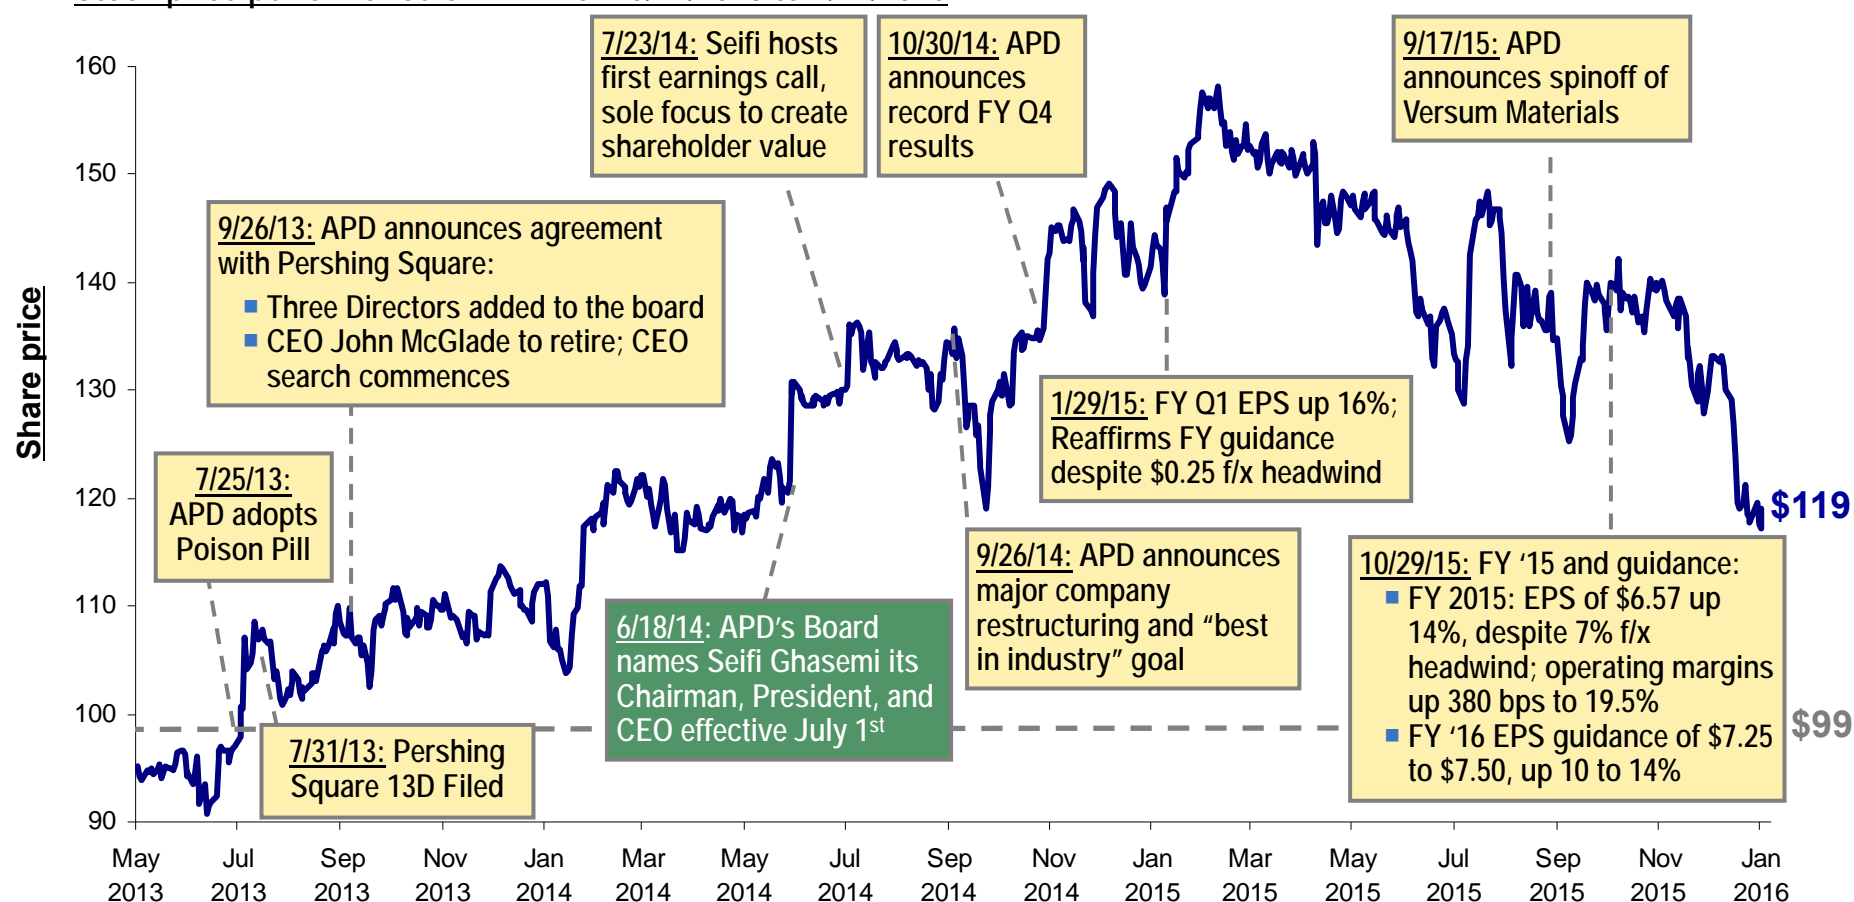 7/23/14: Seifi hosts
first earnings call,
sole focus to create
shareholder value
10/30/14: APD
announces
record FY Q4
results
9/17/15: APD
announces spinoff of
Versum Materials
9/26/13: APD announces agreement
with Pershing Square:
Three Directors added to the board
CEO John McGlade to retire; CEO
search commences
7/25/13:
APD adopts
Poison Pill
1/29/15: FY Q1 EPS up 16%;
Reaffirms FY guidance
despite $0.25 f/x headwind
$119
9/26/14: APD announces
major company
restructuring and “best
in industry” goal
10/29/15: FY ‘15 and guidance:
FY 2015: EPS of $6.57 up
14%, despite 7% f/x
headwind; operating margins
up 380 bps to 19.5%
FY ‘16 EPS guidance of $7.25
to $7.50, up 10 to 14%
6/18/14: APD’s Board
names Seifi Ghasemi its
Chairman, President, and
CEO effective July 1st
$99
7/31/13: Pershing
Square 13D Filed
Share price
160
150
140
130
120
110
100
90
May Jul Sep Nov Jan Mar May Jul Sep Nov Jan Mar May Jul Sep Nov Jan
2013 2013 2013 2013 2014 2014 2014 2014 2014 2014 2015 2015 2015 2015 2015 2015 2016